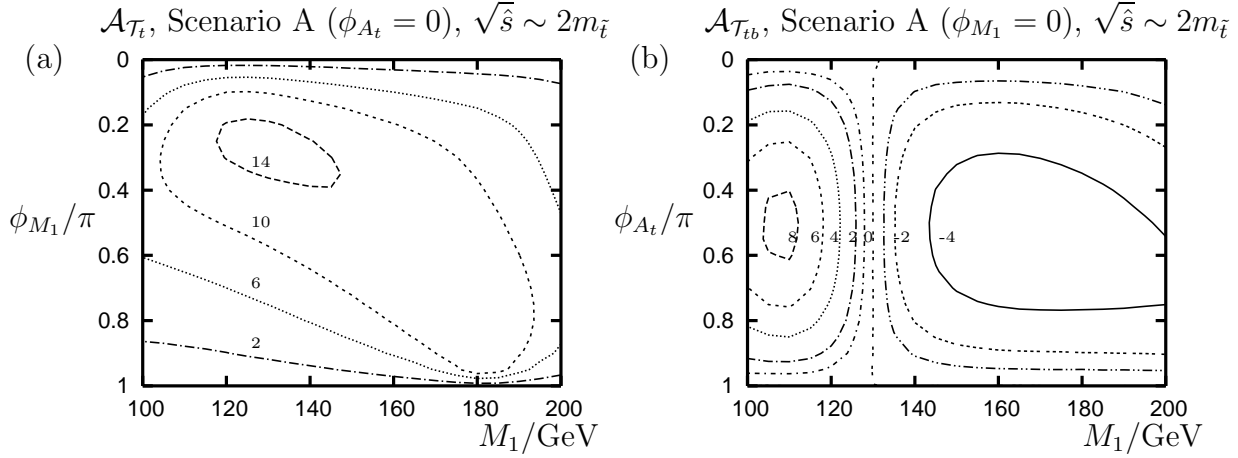 𝒜_{𝒯_t}, Scenario A (ϕ_{A_t} = 0), √ŝ ∼ 2m_{t̃}
(a)
0
0.2
0.4
0.6
0.8
1
ϕ_{M_1}/π
14
10
6
2
100 120 140 160 180 200
M_1/GeV
𝒜_{𝒯_{tb}}, Scenario A (ϕ_{M_1} = 0), √ŝ ∼ 2m_{t̃}
(b)
0
0.2
0.4
0.6
0.8
1
ϕ_{A_t}/π
8 6 4 2 0 -2 -4
100 120 140 160 180 200
M_1/GeV